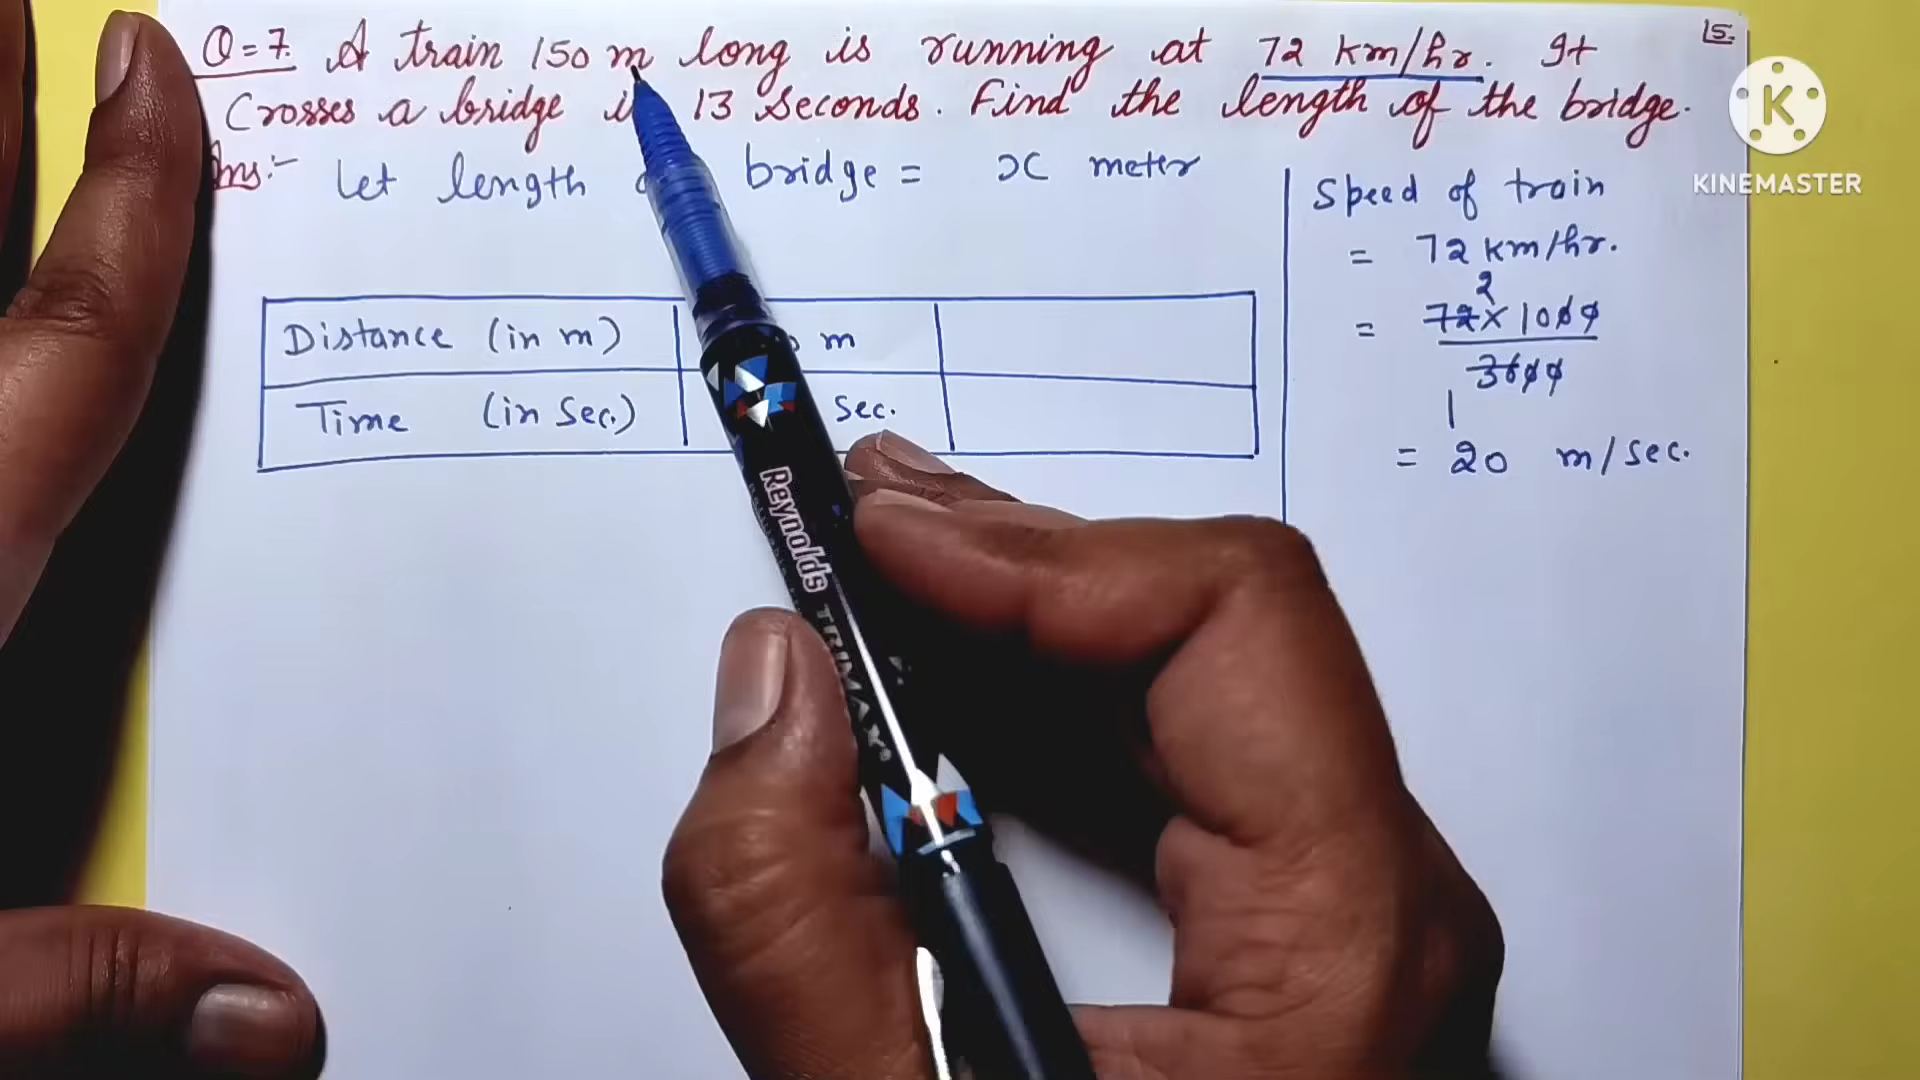 15.
Q=7. A train 150 m long is running at 72 km/hr. It
Crosses a bridge 13 seconds. Find the length of the bridge.
Ans:- Let length bridge = x meter
Distance (in m) m
Time (in Sec.) Sec.
Speed of train
= 72 km/hr.
2
= 72 x 1000
3600
1
= 20 m/sec.
K
KINEMASTER
Reynolds TRIMAX